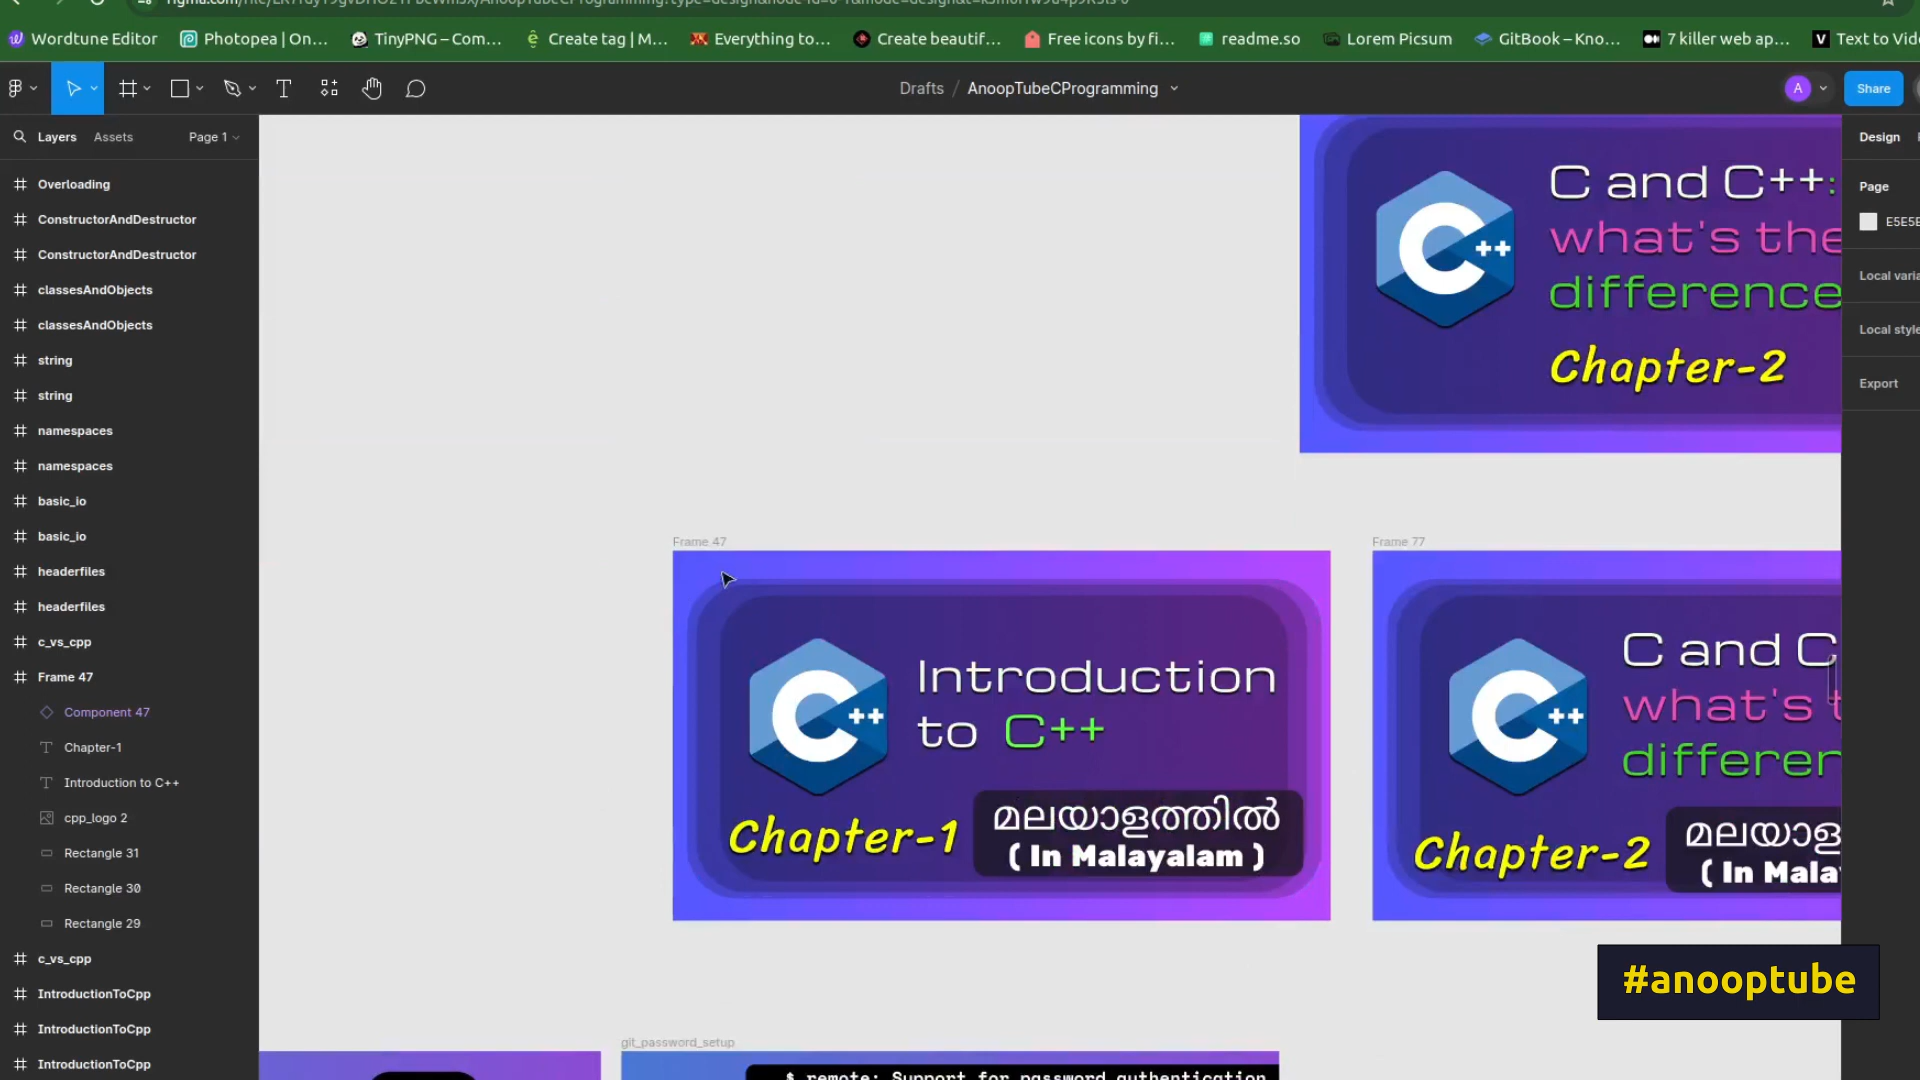 Wordtune Editor
Photopea | On...
TinyPNG – Com...
Create tag | M...
Everything to...
Create beautif...
Free icons by fi...
readme.so
Lorem Picsum
GitBook – Kno...
7 killer web ap...
Text to Vide
Drafts / AnoopTubeCProgramming
A
Share
Layers
Assets
Page 1
Overloading
ConstructorAndDestructor
ConstructorAndDestructor
classesAndObjects
classesAndObjects
string
string
namespaces
namespaces
basic_io
basic_io
headerfiles
headerfiles
c_vs_cpp
Frame 47
Component 47
Chapter-1
Introduction to C++
cpp_logo 2
Rectangle 31
Rectangle 30
Rectangle 29
c_vs_cpp
IntroductionToCpp
IntroductionToCpp
IntroductionToCpp
C++
C and C++:
what's the
difference
Chapter-2
Frame 47
C++
Introduction
to C++
Chapter-1
മലയാളത്തിൽ
( In Malayalam )
Frame 77
C++
C and C
what's t
differen
Chapter-2
മലയാള
( In Mala
git_password_setup
$ remote: Support for password authentication
Design
Page
E5E5E
Local varia
Local style
Export
#anooptube